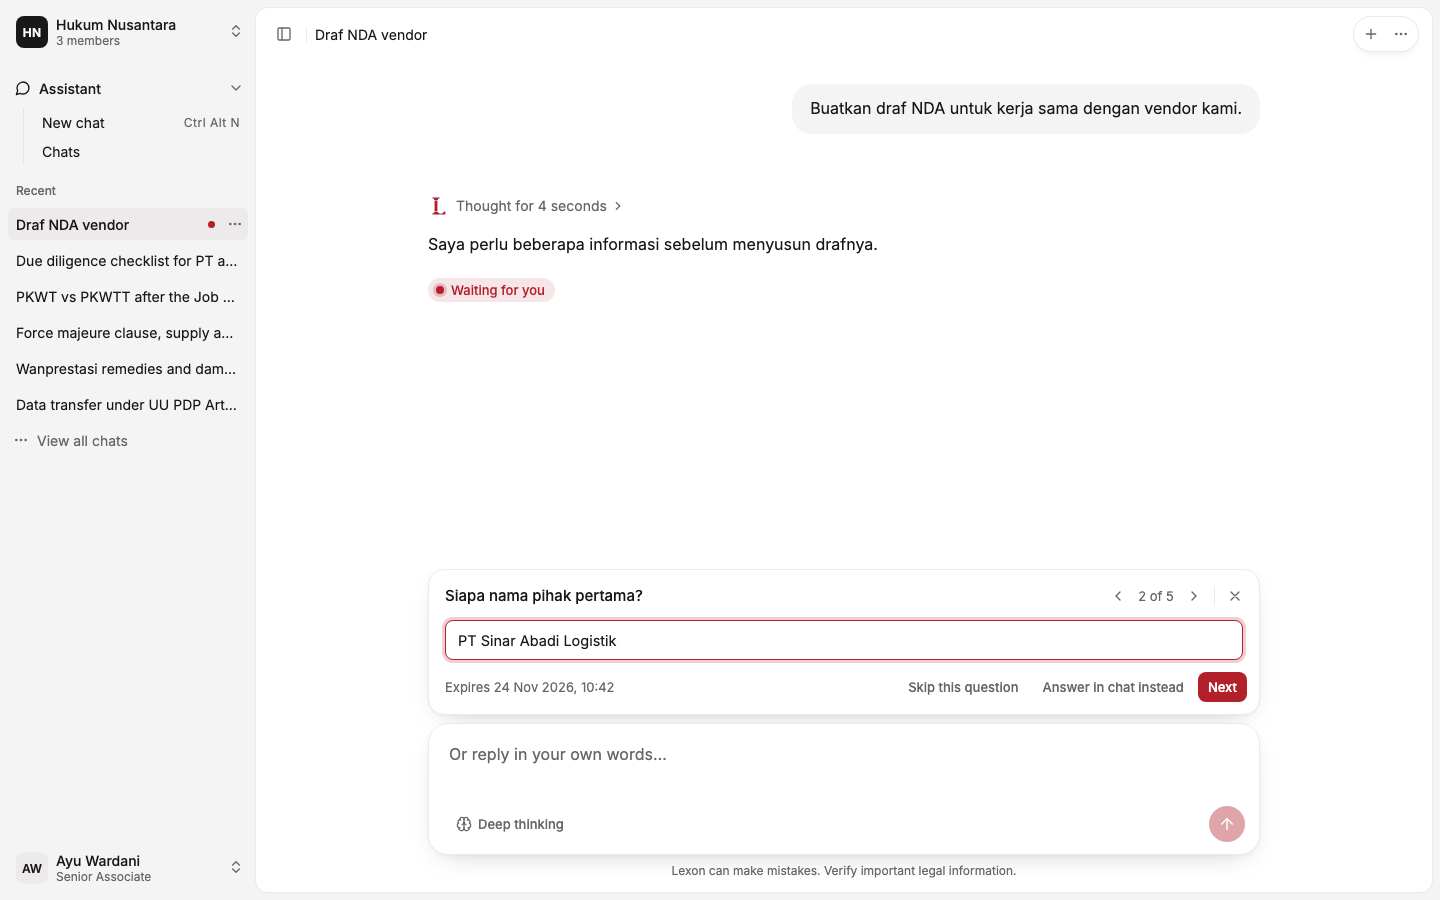 HN
Hukum Nusantara
3 members
Assistant
New chat
Ctrl Alt N
Chats
Recent
Draf NDA vendor
Due diligence checklist for PT a...
PKWT vs PKWTT after the Job ...
Force majeure clause, supply a...
Wanprestasi remedies and dam...
Data transfer under UU PDP Art...
View all chats
AW
Ayu Wardani
Senior Associate
Draf NDA vendor
Buatkan draf NDA untuk kerja sama dengan vendor kami.
L
Thought for 4 seconds
Saya perlu beberapa informasi sebelum menyusun drafnya.
Waiting for you
Siapa nama pihak pertama?
2 of 5
PT Sinar Abadi Logistik
Expires 24 Nov 2026, 10:42
Skip this question
Answer in chat instead
Next
Or reply in your own words...
Deep thinking
Lexon can make mistakes. Verify important legal information.